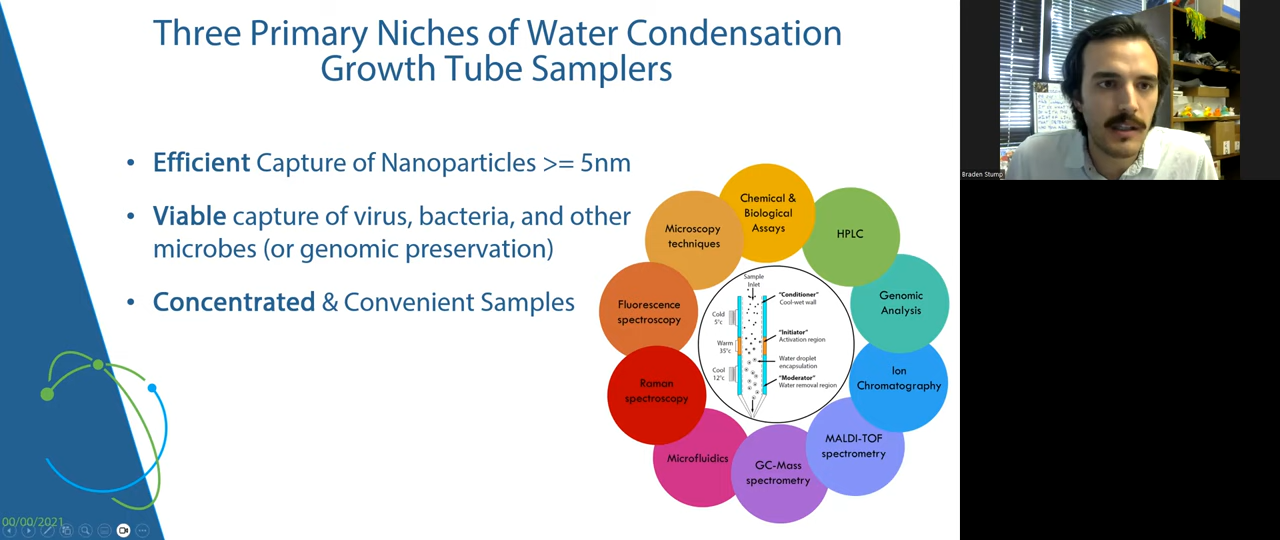 Three Primary Niches of Water Condensation
Growth Tube Samplers
• Efficient Capture of Nanoparticles >= 5nm
• Viable capture of virus, bacteria, and other
microbes (or genomic preservation)
• Concentrated & Convenient Samples
Chemical &
Biological
Assays
HPLC
Genomic
Analysis
Ion
Chromatography
MALDI-TOF
spectrometry
GC-Mass
spectrometry
Microfluidics
Raman
spectroscopy
Fluorescence
spectroscopy
Microscopy
techniques
Sample
Inlet
"Conditioner"
Cool-wet wall
Cold
5°c
"Initiator"
Activation region
Warm
35°c
Water droplet
encapsulation
Cool
12°c
"Moderator"
Water removal region
00/00/2021
Braden Stump